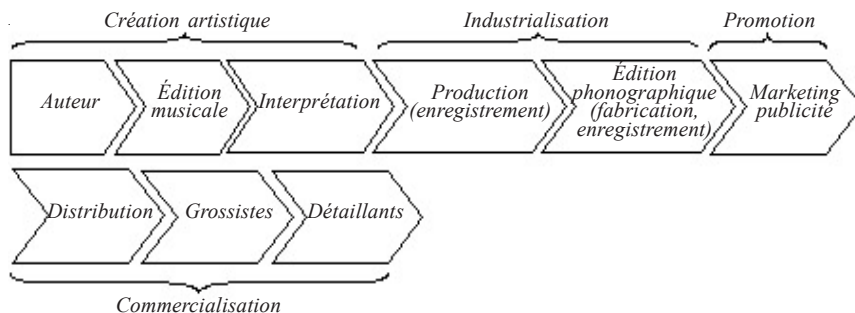 Création artistique
Industrialisation
Promotion
Auteur
Édition
musicale
Interprétation
Production
(enregistrement)
Édition
phonographique
(fabrication,
enregistrement)
Marketing
publicité
Distribution
Grossistes
Détaillants
Commercialisation